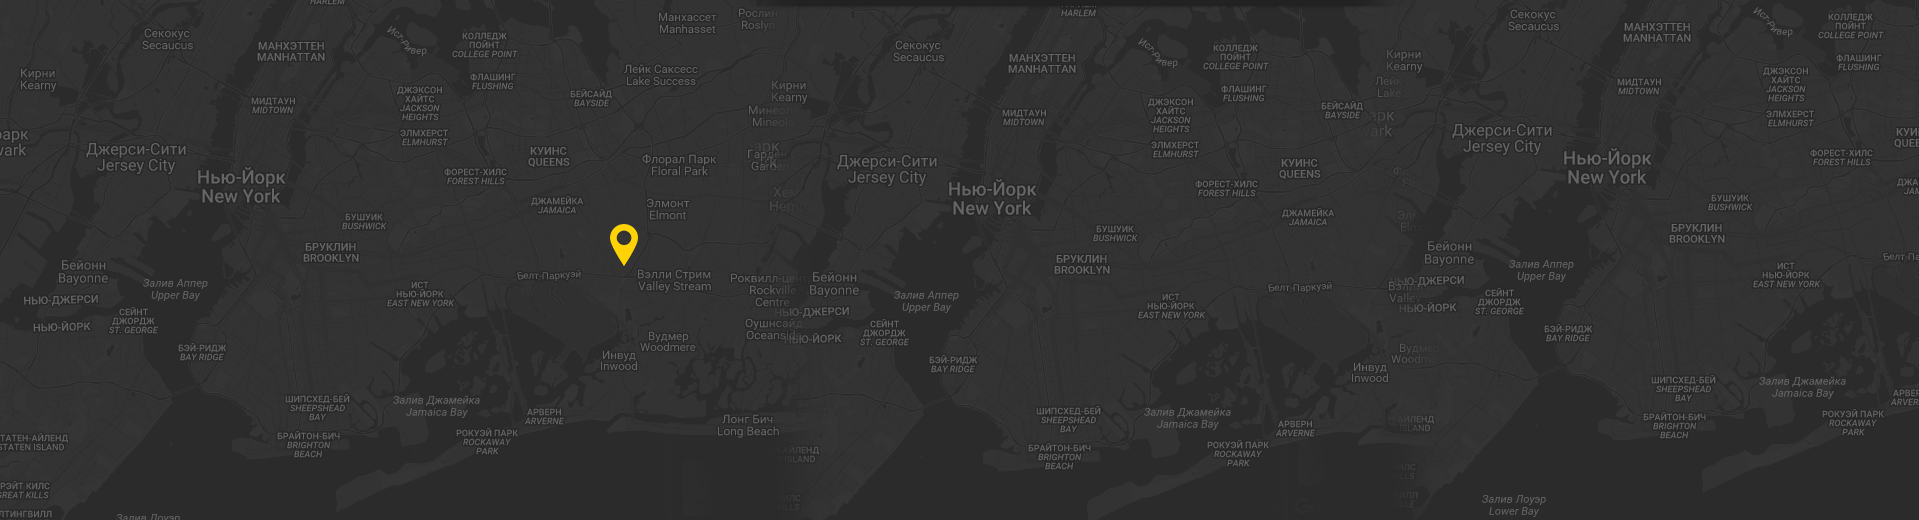 HARLEM
Манхассет
Manhasset
Рослин
Roslyn
Секокус
Secaucus
МАНХЭТТЕН
MANHATTAN
Ист-Ривер
КОЛЛЕДЖ
ПОЙНТ
COLLEGE POINT
Кирни
Kearny
ФЛАШИНГ
FLUSHING
Лейк Саксесс
Lake Success
МИДТАУН
MIDTOWN
ДЖЭКСОН
ХАЙТС
JACKSON
HEIGHTS
БЕЙСАЙД
BAYSIDE
ЭЛМХЕРСТ
ELMHURST
Джерси-Сити
Jersey City
КУИНС
QUEENS
Флорал Парк
Floral Park
Нью-Йорк
New York
ФОРЕСТ-ХИЛС
FOREST HILLS
ДЖАМЕЙКА
JAMAICA
Элмонт
Elmont
БУШУИК
BUSHWICK
БРУКЛИН
BROOKLYN
Бейонн
Bayonne
Белт-Паркуэй
Вэлли Стрим
Valley Stream
Роквилл-цен
Rockville
Centre
Залив Аппер
Upper Bay
ИСТ
НЬЮ-ЙОРК
EAST NEW YORK
НЬЮ-ДЖЕРСИ
НЬЮ-ЙОРК
СЕЙНТ
ДЖОРДЖ
ST. GEORGE
Оушнсайд
Oceanside
БЭЙ-РИДЖ
BAY RIDGE
Вудмер
Woodmere
Инвуд
Inwood
ШИПСХЕД-БЕЙ
SHEEPSHEAD
BAY
Залив Джамейка
Jamaica Bay
АРВЕРН
ARVERNE
Лонг Бич
Long Beach
ТАТЕН-АЙЛЕНД
STATEN ISLAND
БРАЙТОН-БИЧ
BRIGHTON
BEACH
РОКУЭЙ ПАРК
ROCKAWAY
PARK
РЭЙТ КИЛС
GREAT KILLS
ЛТИНГВИЛЛ
Залив Лоуэр
HARLEM
Секокус
Secaucus
МАНХЭТТЕН
MANHATTAN
Ист-Ривер
КОЛЛЕДЖ
ПОЙНТ
COLLEGE POINT
Кирни
Kearny
ФЛАШИНГ
FLUSHING
МИДТАУН
MIDTOWN
ДЖЭКСОН
ХАЙТС
JACKSON
HEIGHTS
БЕЙСАЙД
BAYSIDE
ЭЛМХЕРСТ
ELMHURST
Джерси-Сити
Jersey City
КУИНС
QUEENS
Нью-Йорк
New York
ФОРЕСТ-ХИЛС
FOREST HILLS
ДЖАМЕЙКА
JAMAICA
БУШУИК
BUSHWICK
БРУКЛИН
BROOKLYN
Бейонн
Bayonne
Белт-Паркуэй
Залив Аппер
Upper Bay
ИСТ
НЬЮ-ЙОРК
EAST NEW YORK
НЬЮ-ДЖЕРСИ
НЬЮ-ЙОРК
СЕЙНТ
ДЖОРДЖ
ST. GEORGE
БЭЙ-РИДЖ
BAY RIDGE
Инвуд
Inwood
ШИПСХЕД-БЕЙ
SHEEPSHEAD
BAY
Залив Джамейка
Jamaica Bay
АРВЕРН
ARVERNE
БРАЙТОН-БИЧ
BRIGHTON
BEACH
РОКУЭЙ ПАРК
ROCKAWAY
PARK
Секокус
Secaucus
МАНХЭТТЕН
MANHATTAN
Ист-Ривер
КОЛЛЕДЖ
ПОЙНТ
COLLEGE POINT
Кирни
Kearny
ФЛАШИНГ
FLUSHING
МИДТАУН
MIDTOWN
ДЖЭКСОН
ХАЙТС
JACKSON
HEIGHTS
ЭЛМХЕРСТ
ELMHURST
Джерси-Сити
Jersey City
Нью-Йорк
New York
ФОРЕСТ-ХИЛС
FOREST HILLS
БУШУИК
BUSHWICK
БРУКЛИН
BROOKLYN
Бейонн
Bayonne
Залив Аппер
Upper Bay
ИСТ
НЬЮ-ЙОРК
EAST NEW YORK
НЬЮ-ДЖЕРСИ
НЬЮ-ЙОРК
СЕЙНТ
ДЖОРДЖ
ST. GEORGE
БЭЙ-РИДЖ
BAY RIDGE
ШИПСХЕД-БЕЙ
SHEEPSHEAD
BAY
Залив Джамейка
Jamaica Bay
БРАЙТОН-БИЧ
BRIGHTON
BEACH
РОКУЭЙ ПАРК
ROCKAWAY
PARK
Залив Лоуэр
Lower Bay